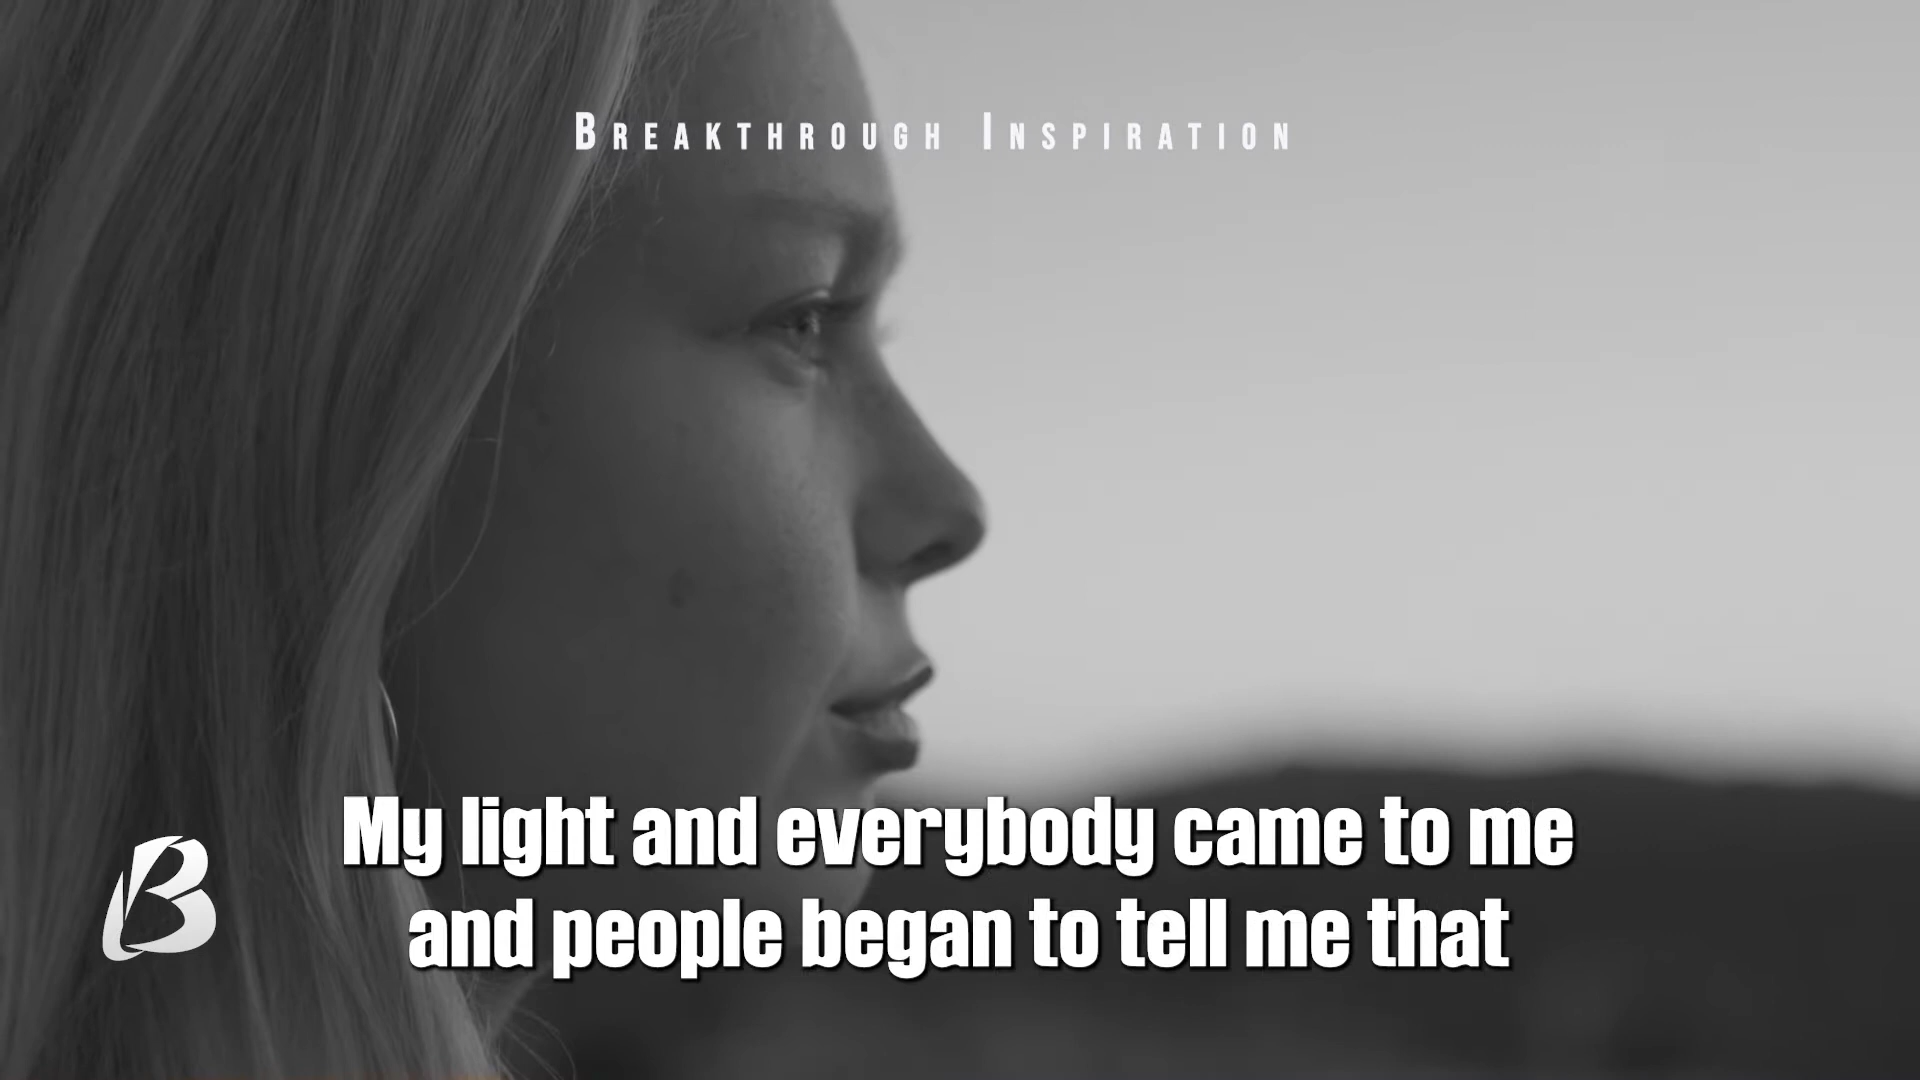 Breakthrough Inspiration
My light and everybody came to me
and people began to tell me that
B